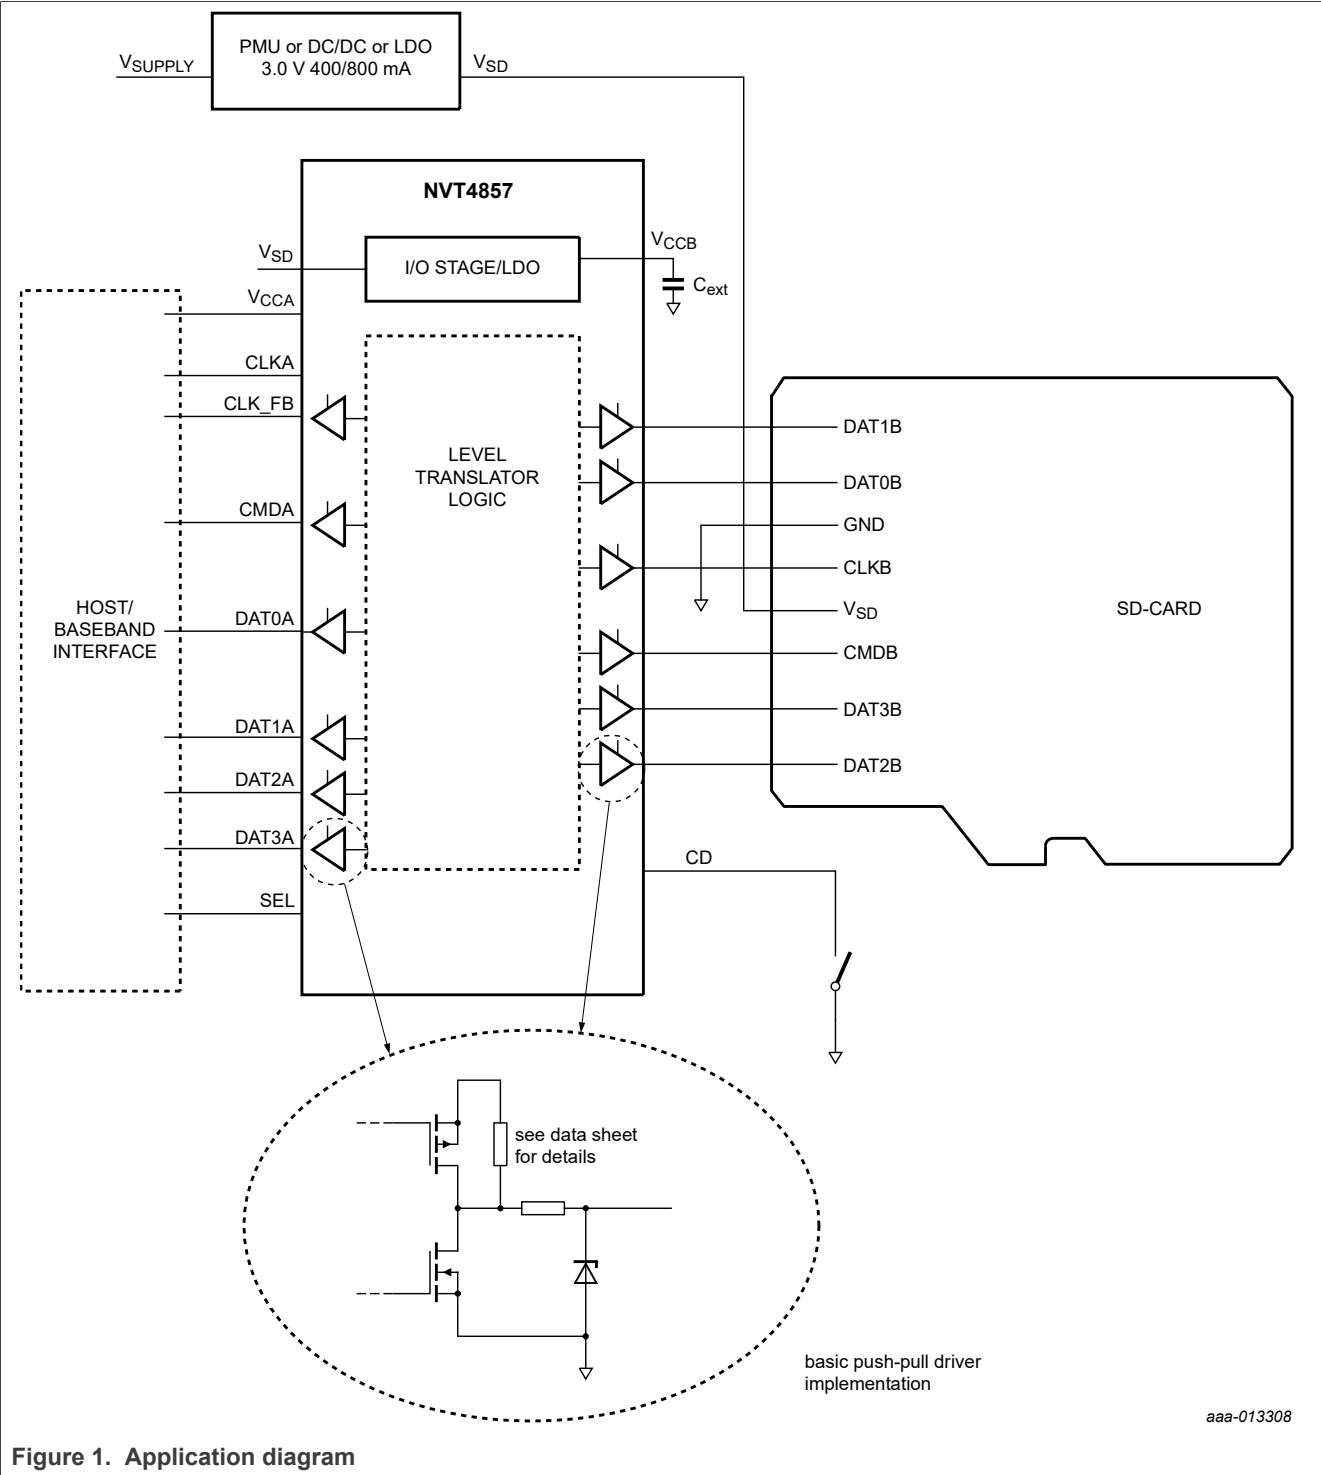 PMU or DC/DC or LDO
3.0 V 400/800 mA
VSUPPLY
VSD
NVT4857
VSD
I/O STAGE/LDO
VCCB
Cext
VCCA
CLKA
CLK_FB
CMDA
DAT0A
DAT1A
DAT2A
DAT3A
SEL
HOST/
BASEBAND
INTERFACE
LEVEL
TRANSLATOR
LOGIC
DAT1B
DAT0B
GND
CLKB
VSD
CMDB
DAT3B
DAT2B
SD-CARD
CD
see data sheet
for details
basic push-pull driver
implementation
aaa-013308
Figure 1. Application diagram